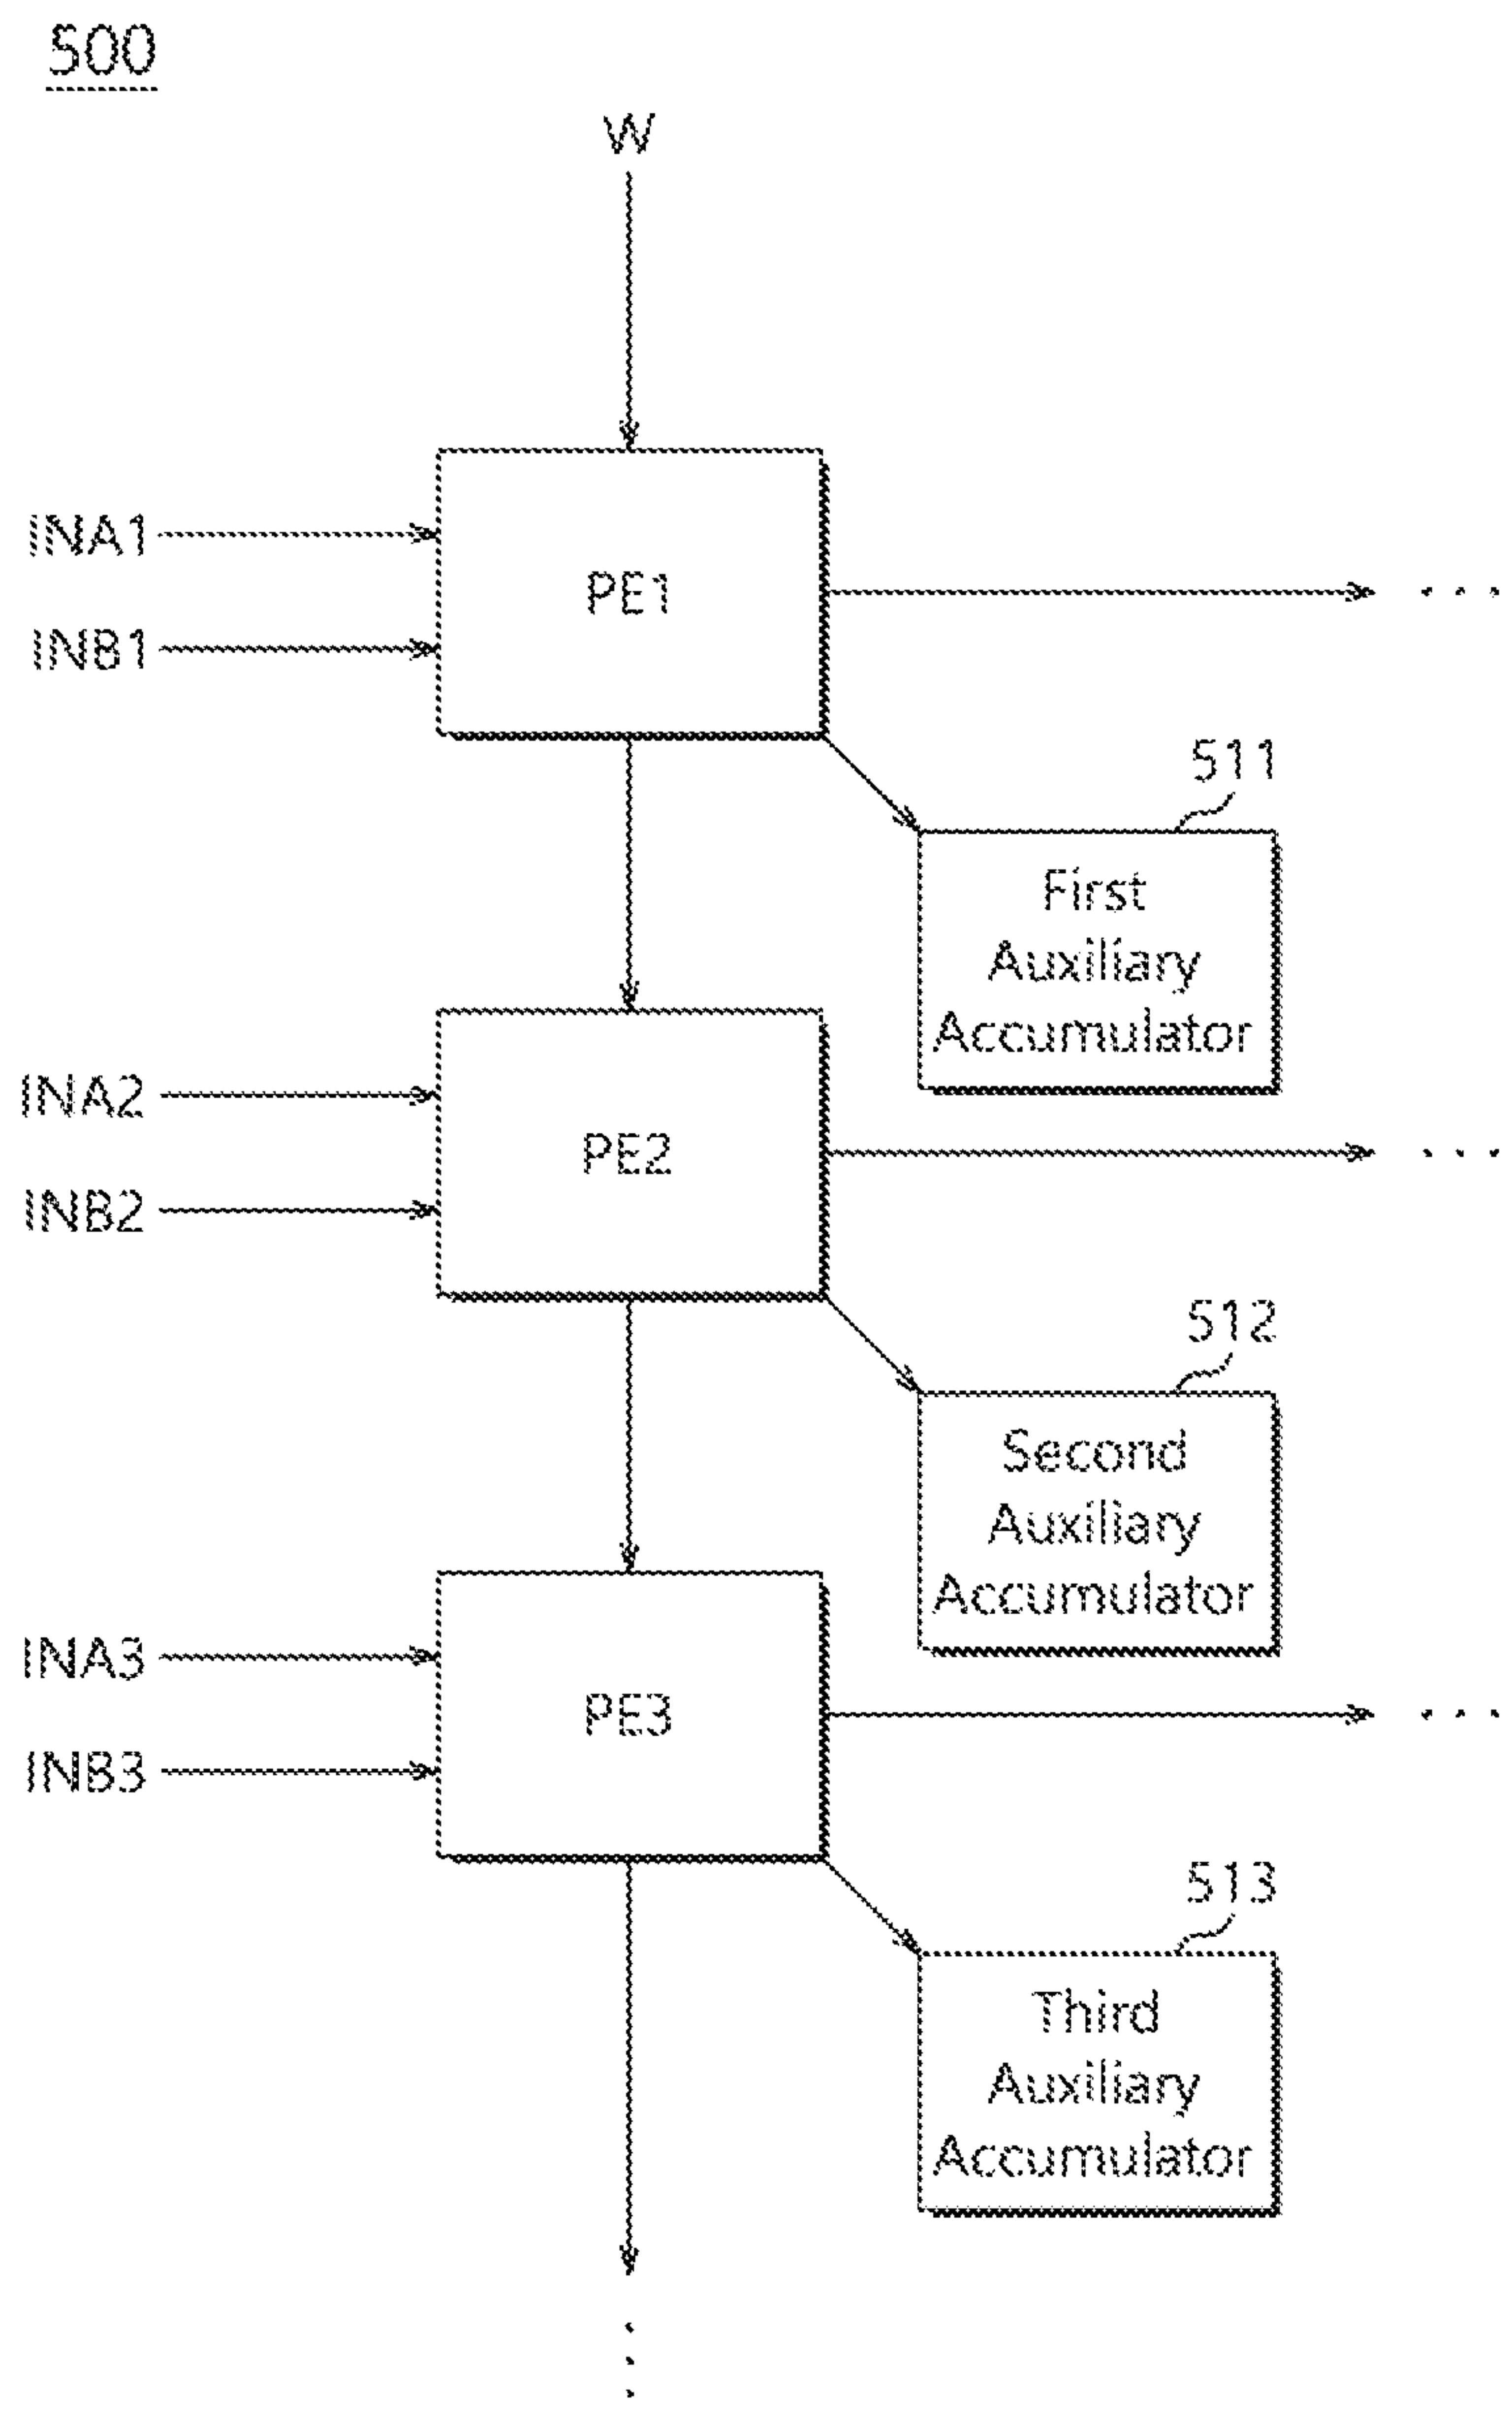 500
W
INA1
PE1
INB1
511
First
Auxiliary
Accumulator
INA2
PE2
INB2
512
Second
Auxiliary
Accumulator
INA3
PE3
INB3
513
Third
Auxiliary
Accumulator